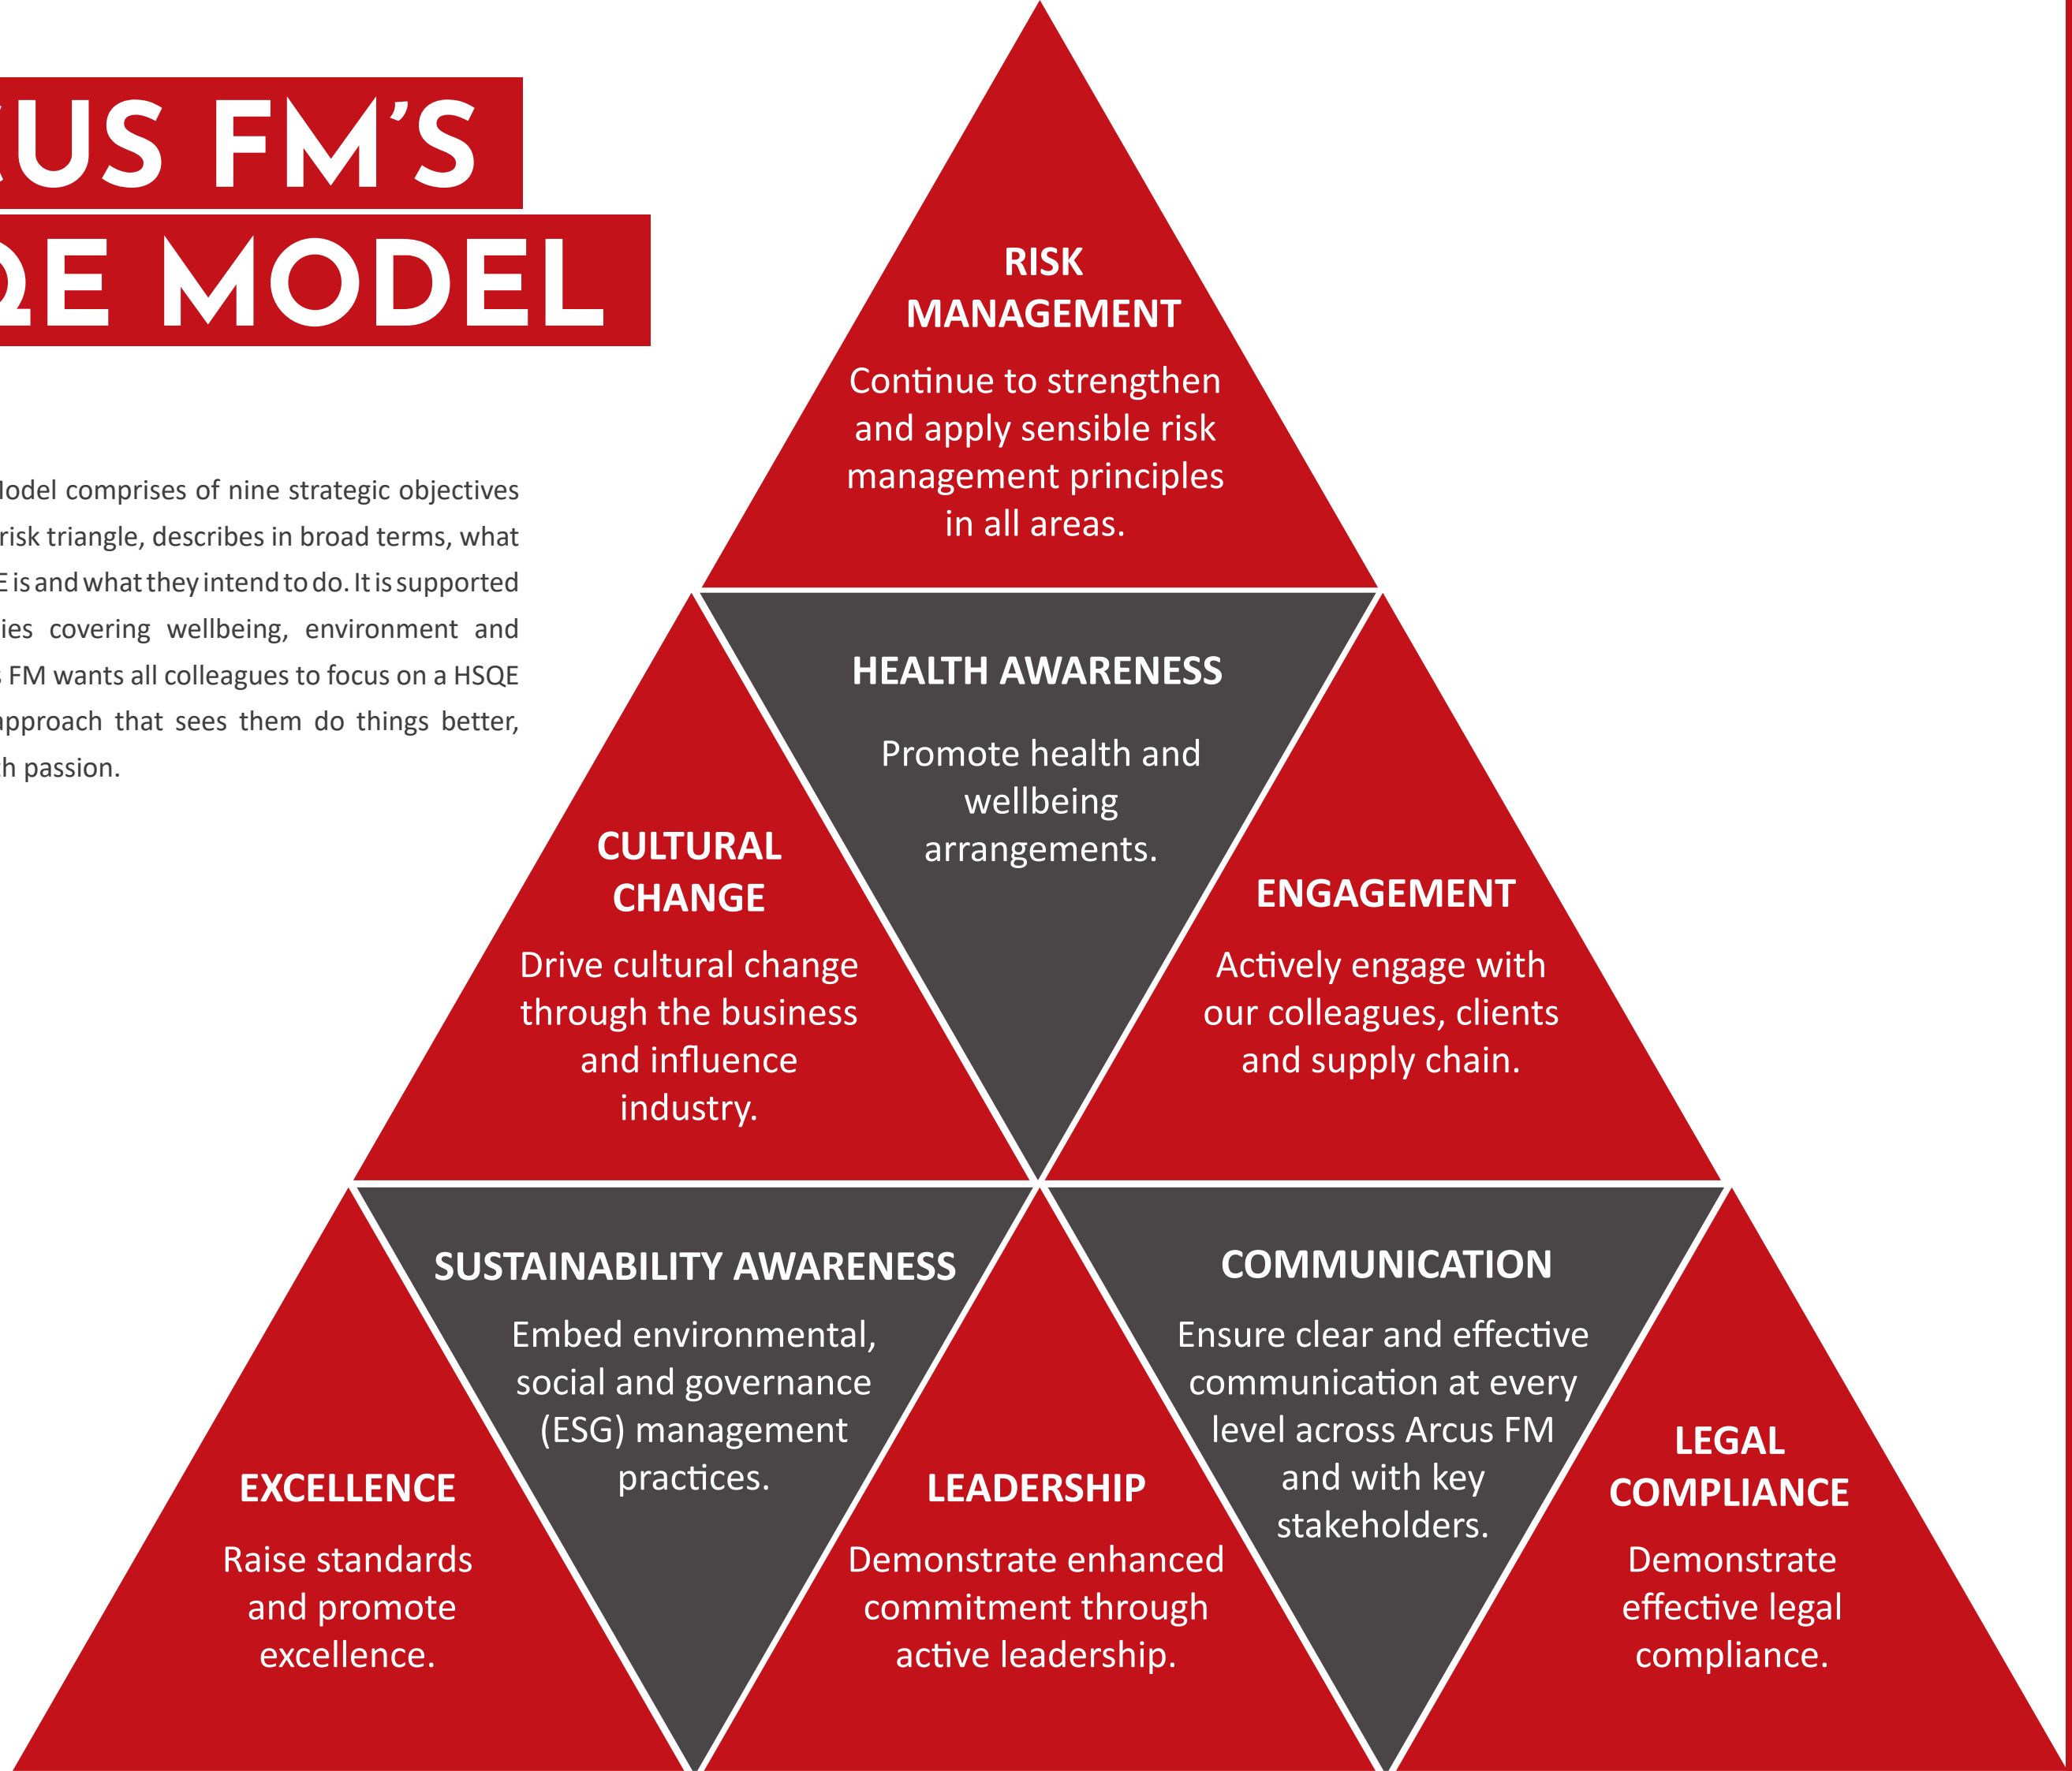 US FM'S
E MODEL
comprises of nine strategic objectives
risk triangle, describes in broad terms, what
is and what they intend to do. It is supported
covering wellbeing, environment and
FM wants all colleagues to focus on a HSQE
approach that sees them do things better,
passion.
RISK
MANAGEMENT
Continue to strengthen
and apply sensible risk
management principles
in all areas.
HEALTH AWARENESS
Promote health and
wellbeing
arrangements.
CULTURAL
CHANGE
Drive cultural change
through the business
and influence
industry.
ENGAGEMENT
Actively engage with
our colleagues, clients
and supply chain.
SUSTAINABILITY AWARENESS
Embed environmental,
social and governance
(ESG) management
practices.
COMMUNICATION
Ensure clear and effective
communication at every
level across Arcus FM
and with key
stakeholders.
EXCELLENCE
Raise standards
and promote
excellence.
LEADERSHIP
Demonstrate enhanced
commitment through
active leadership.
LEGAL
COMPLIANCE
Demonstrate
effective legal
compliance.